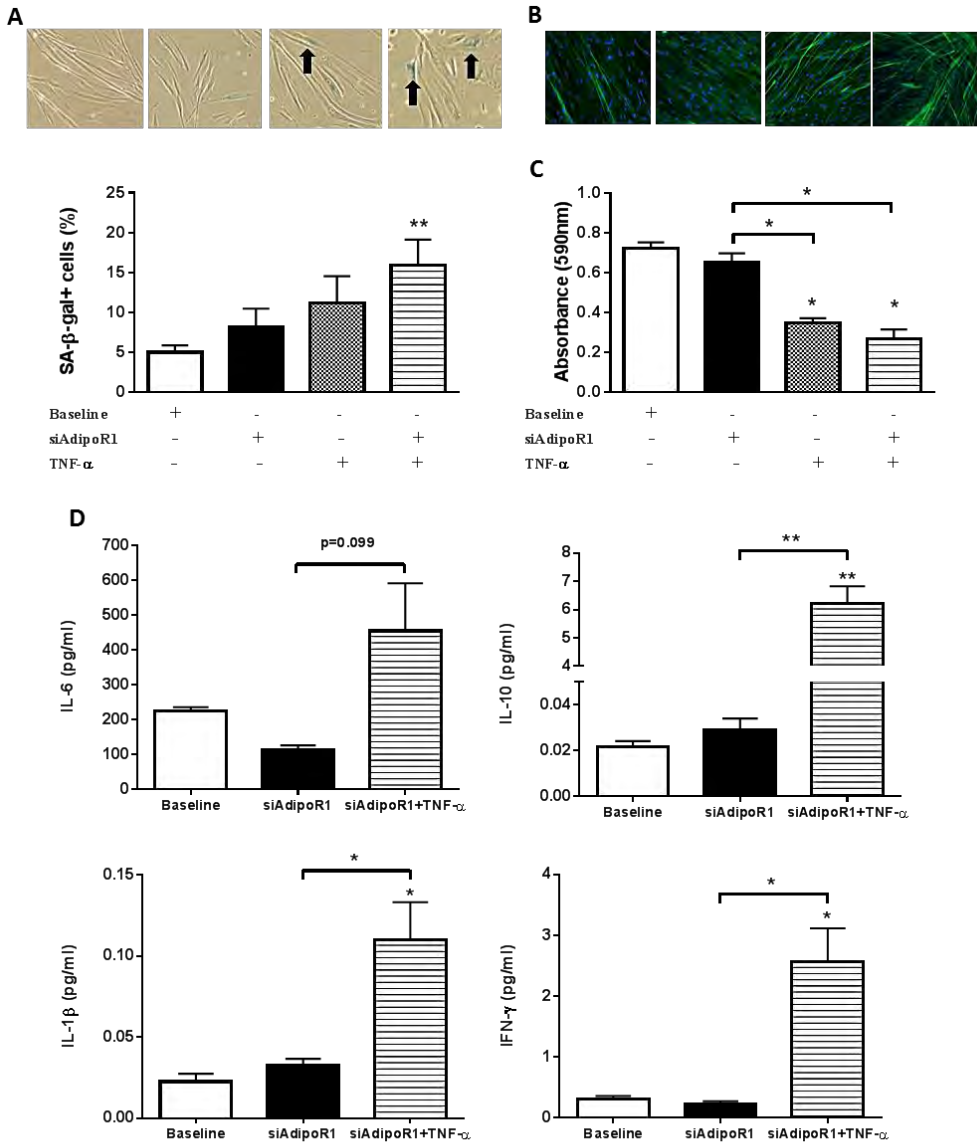 A
B
25
20
15
10
5
0
SA-β-gal+ cells (%)
**
Baseline + - - -
siAdipoR1 - + - +
TNF-α - - + +
C
1.0
0.8
0.6
0.4
0.2
0.0
Absorbance (590nm)
*
*
*
*
Baseline + - - -
siAdipoR1 - + - +
TNF-α - - + +
D
700
600
500
400
300
200
100
0
IL-6 (pg/ml)
p=0.099
Baseline siAdipoR1 siAdipoR1+TNF-α
8
7
6
5
4
0.04
0.02
0.00
IL-10 (pg/ml)
**
**
Baseline siAdipoR1 siAdipoR1+TNF-α
0.15
0.10
0.05
0.00
IL-1β (pg/ml)
*
*
Baseline siAdipoR1 siAdipoR1+TNF-α
4
3
2
1
0
IFN-γ (pg/ml)
*
*
Baseline siAdipoR1 siAdipoR1+TNF-α